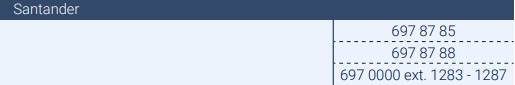 Santander
697 87 85
697 87 88
697 0000 ext. 1283 - 1287